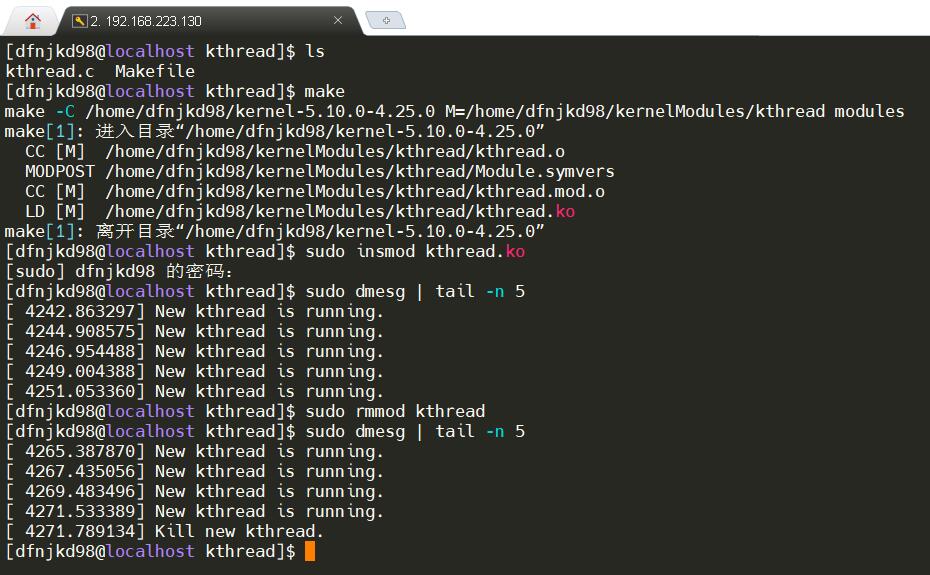 2. 192.168.223.130
[dfnjkd98@localhost kthread]$ ls
kthread.c  Makefile
[dfnjkd98@localhost kthread]$ make
make -C /home/dfnjkd98/kernel-5.10.0-4.25.0 M=/home/dfnjkd98/kernelModules/kthread modules
make[1]: 进入目录“/home/dfnjkd98/kernel-5.10.0-4.25.0”
  CC [M]  /home/dfnjkd98/kernelModules/kthread/kthread.o
  MODPOST /home/dfnjkd98/kernelModules/kthread/Module.symvers
  CC [M]  /home/dfnjkd98/kernelModules/kthread/kthread.mod.o
  LD [M]  /home/dfnjkd98/kernelModules/kthread/kthread.ko
make[1]: 离开目录“/home/dfnjkd98/kernel-5.10.0-4.25.0”
[dfnjkd98@localhost kthread]$ sudo insmod kthread.ko
[sudo] dfnjkd98 的密码：
[dfnjkd98@localhost kthread]$ sudo dmesg | tail -n 5
[ 4242.863297] New kthread is running.
[ 4244.908575] New kthread is running.
[ 4246.954488] New kthread is running.
[ 4249.004388] New kthread is running.
[ 4251.053360] New kthread is running.
[dfnjkd98@localhost kthread]$ sudo rmmod kthread
[dfnjkd98@localhost kthread]$ sudo dmesg | tail -n 5
[ 4265.387870] New kthread is running.
[ 4267.435056] New kthread is running.
[ 4269.483496] New kthread is running.
[ 4271.533389] New kthread is running.
[ 4271.789134] Kill new kthread.
[dfnjkd98@localhost kthread]$